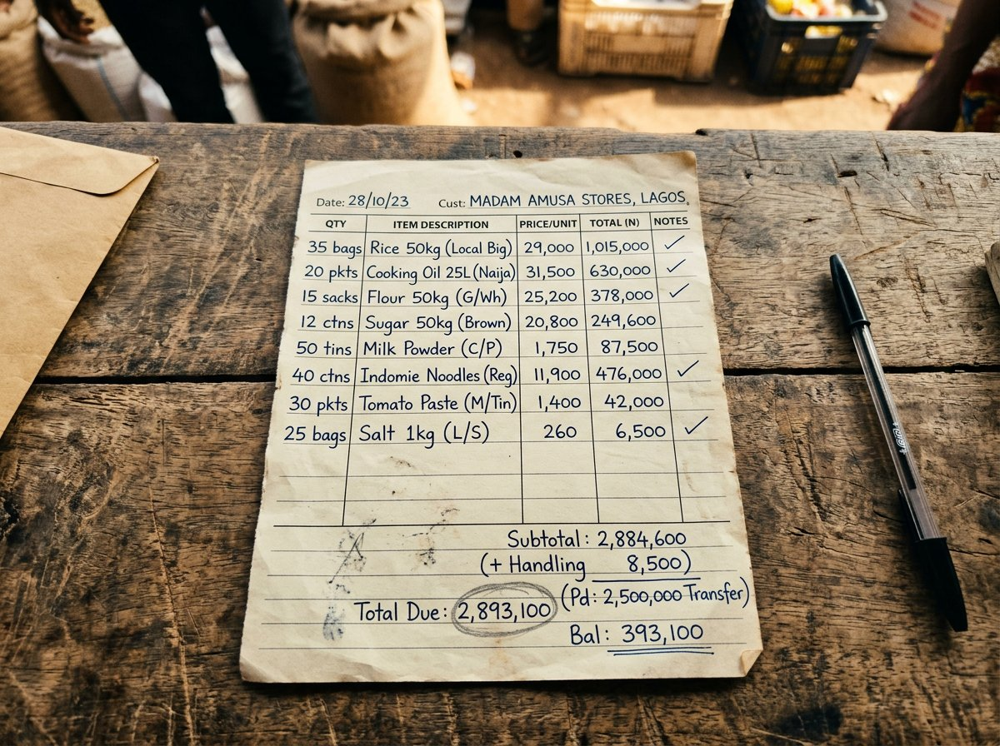 Date: 28/10/23 Cust: MADAM AMUSA STORES, LAGOS,
QTY ITEM DESCRIPTION PRICE/UNIT TOTAL (N) NOTES
35 bags Rice 50kg (Local Big) 29,000 1,015,000 ✓
20 pkts Cooking Oil 25L (Naija) 31,500 630,000 ✓
15 sacks Flour 50kg (G/Wh) 25,200 378,000 ✓
12 ctns Sugar 50kg (Brown) 20,800 249,600
50 tins Milk Powder (C/P) 1,750 87,500
40 ctns Indomie Noodles (Reg) 11,900 476,000 ✓
30 pkts Tomato Paste (M/Tin) 1,400 42,000
25 bags Salt 1kg (L/S) 260 6,500 ✓
Subtotal: 2,884,600
(+ Handling 8,500)
(Pd: 2,500,000 Transfer)
Total Due: 2,893,100
Bal: 393,100